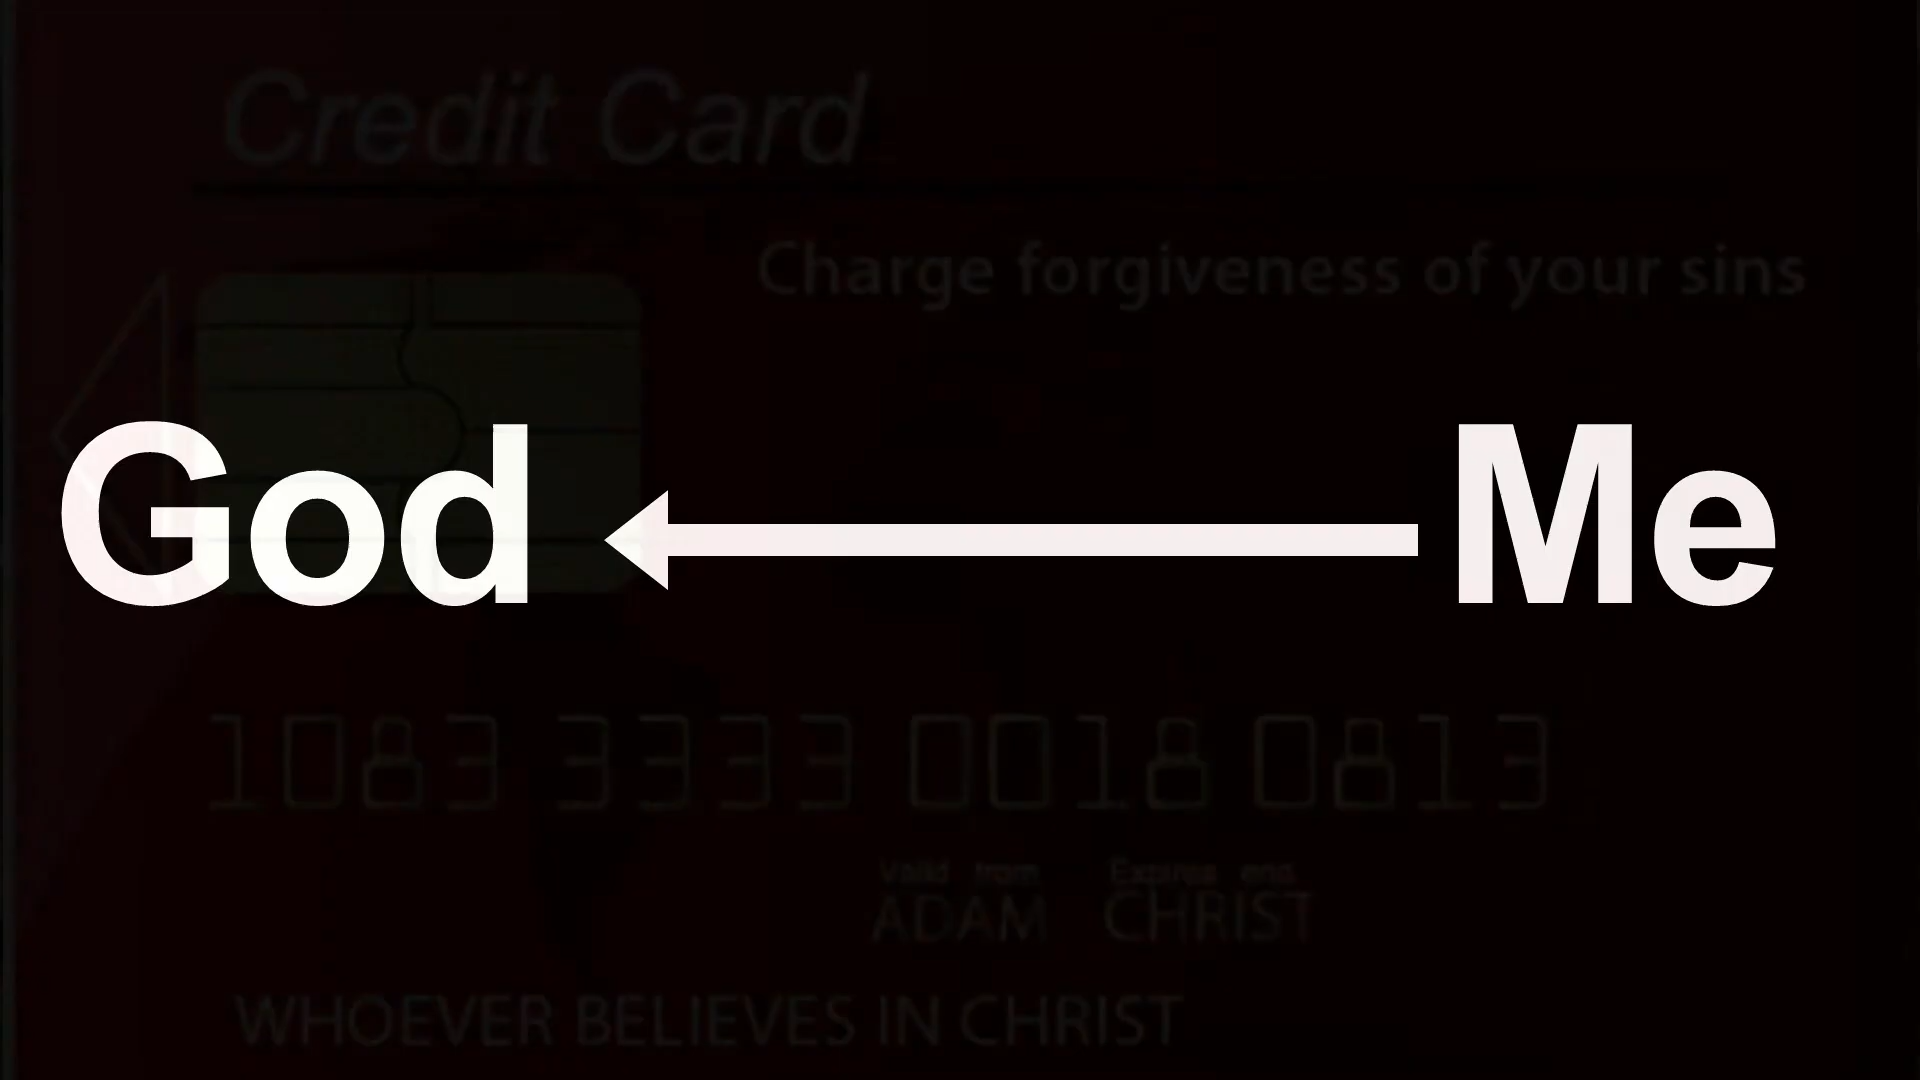 Credit Card
Charge forgiveness of your sins
God Me
1083 3333 0018 0813
Valid from Expires end
ADAM CHRIST
WHOEVER BELIEVES IN CHRIST